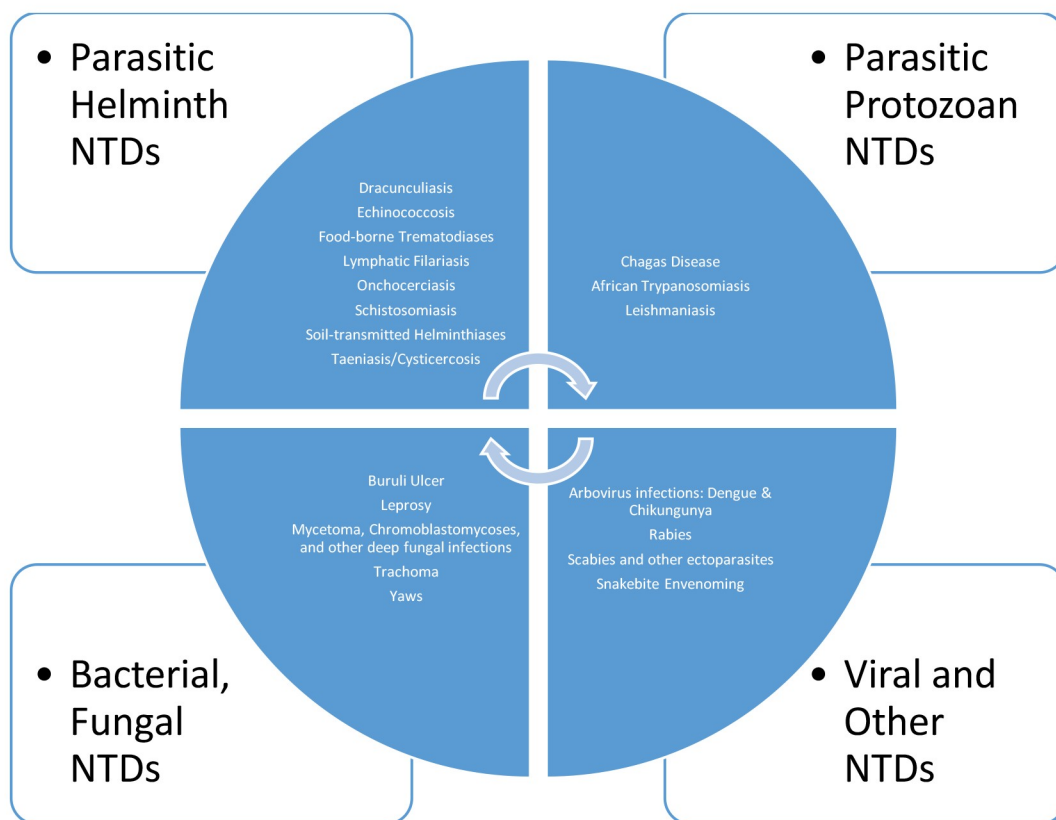 • Parasitic
Helminth
NTDs
Dracunculiasis
Echinococcosis
Food-borne Trematodiases
Lymphatic Filariasis
Onchocerciasis
Schistosomiasis
Soil-transmitted Helminthiases
Taeniasis/Cysticercosis
• Parasitic
Protozoan
NTDs
Chagas Disease
African Trypanosomiasis
Leishmaniasis
Buruli Ulcer
Leprosy
Mycetoma, Chromoblastomycoses,
and other deep fungal infections
Trachoma
Yaws
• Bacterial,
Fungal
NTDs
Arbovirus infections: Dengue &
Chikungunya
Rabies
Scabies and other ectoparasites
Snakebite Envenoming
• Viral and
Other
NTDs